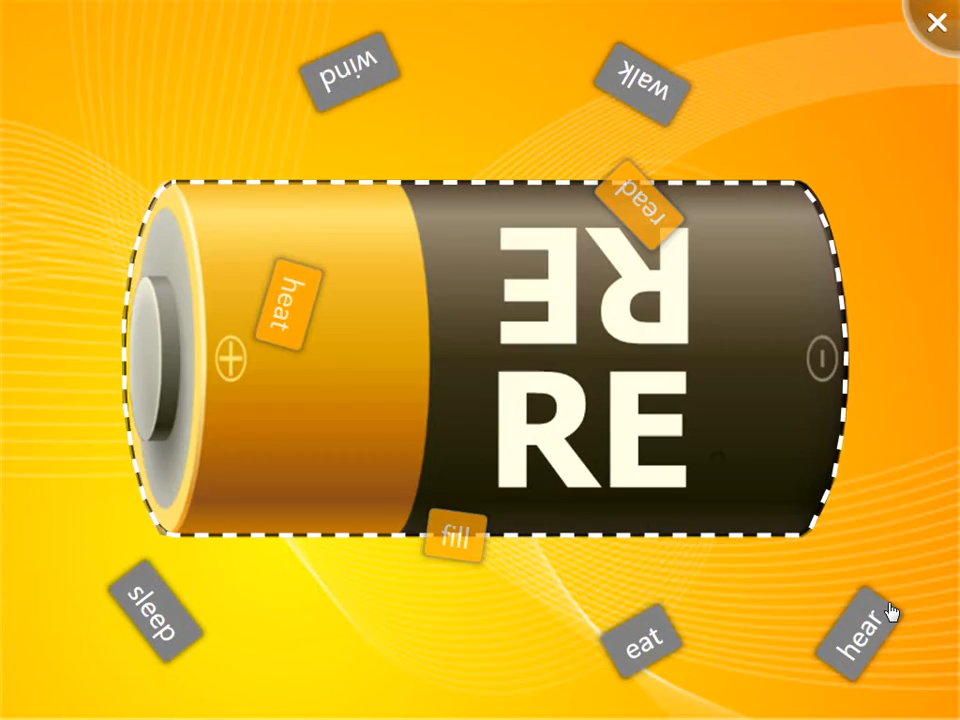 wind
walk
read
heat
RE
RE
fill
sleep
eat
hear